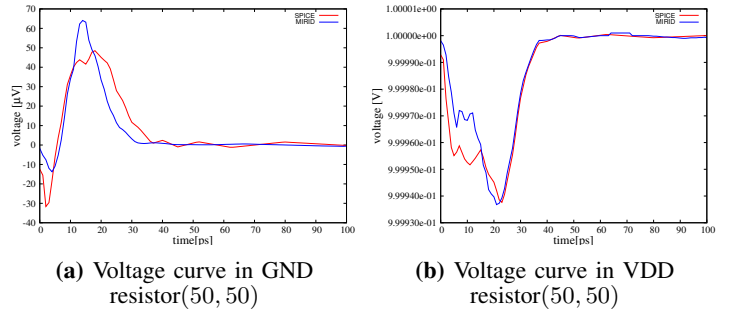 70
60
50
40
30
20
10
0
-10
-20
-30
-40
voltage [µV]
SPICE
MIRID
0 10 20 30 40 50 60 70 80 90 100
time[ps]
(a) Voltage curve in GND
resistor(50, 50)
1.00001e+00
1.00000e+00
9.99990e-01
9.99980e-01
9.99970e-01
9.99960e-01
9.99950e-01
9.99940e-01
9.99930e-01
voltage [V]
SPICE
MIRID
0 10 20 30 40 50 60 70 80 90 100
time[ps]
(b) Voltage curve in VDD
resistor(50, 50)